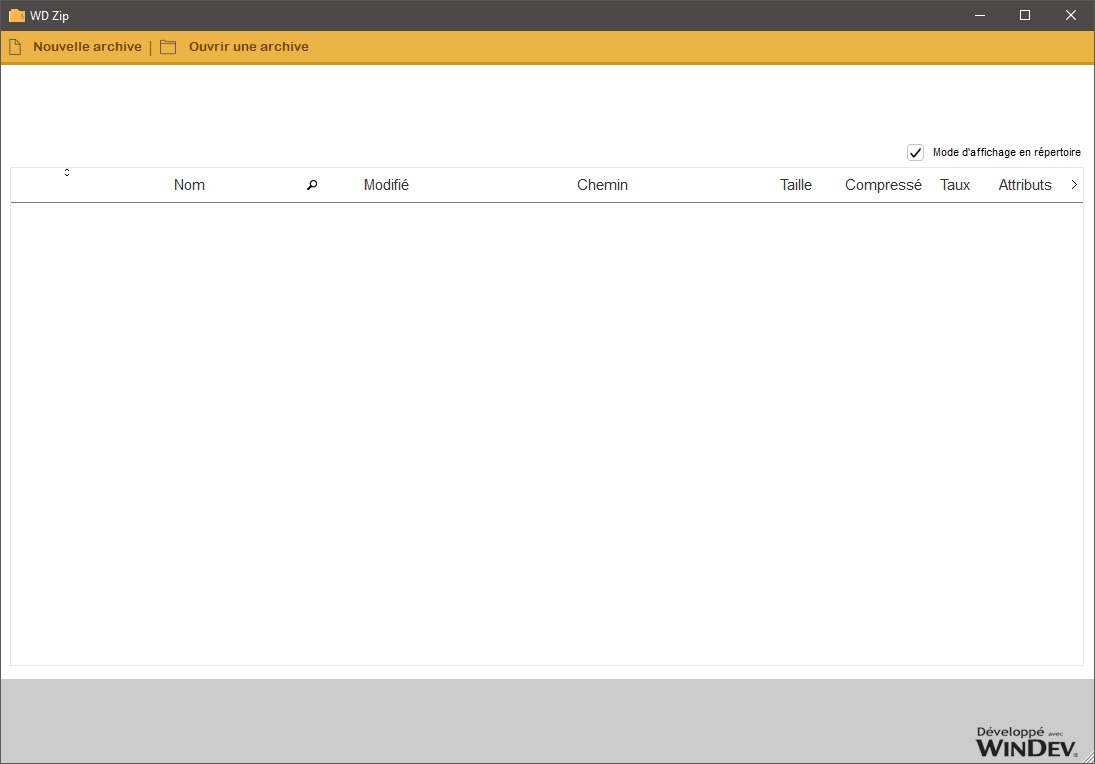 WD Zip
Nouvelle archive | Ouvrir une archive
Mode d'affichage en répertoire
Nom Modifié Chemin Taille Compressé Taux Attributs
Développé avec
WINDEV